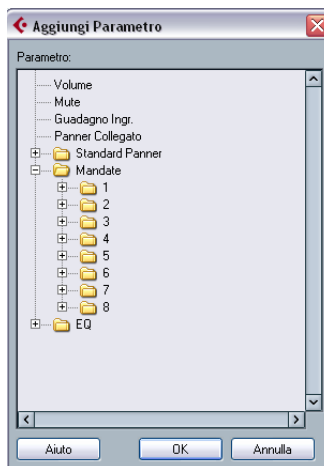 Aggiungi Parametro
Parametro:
Volume
Mute
Guadagno Ingr.
Panner Collegato
Standard Panner
Mandate
1
2
3
4
5
6
7
8
EQ
Aiuto
OK
Annulla